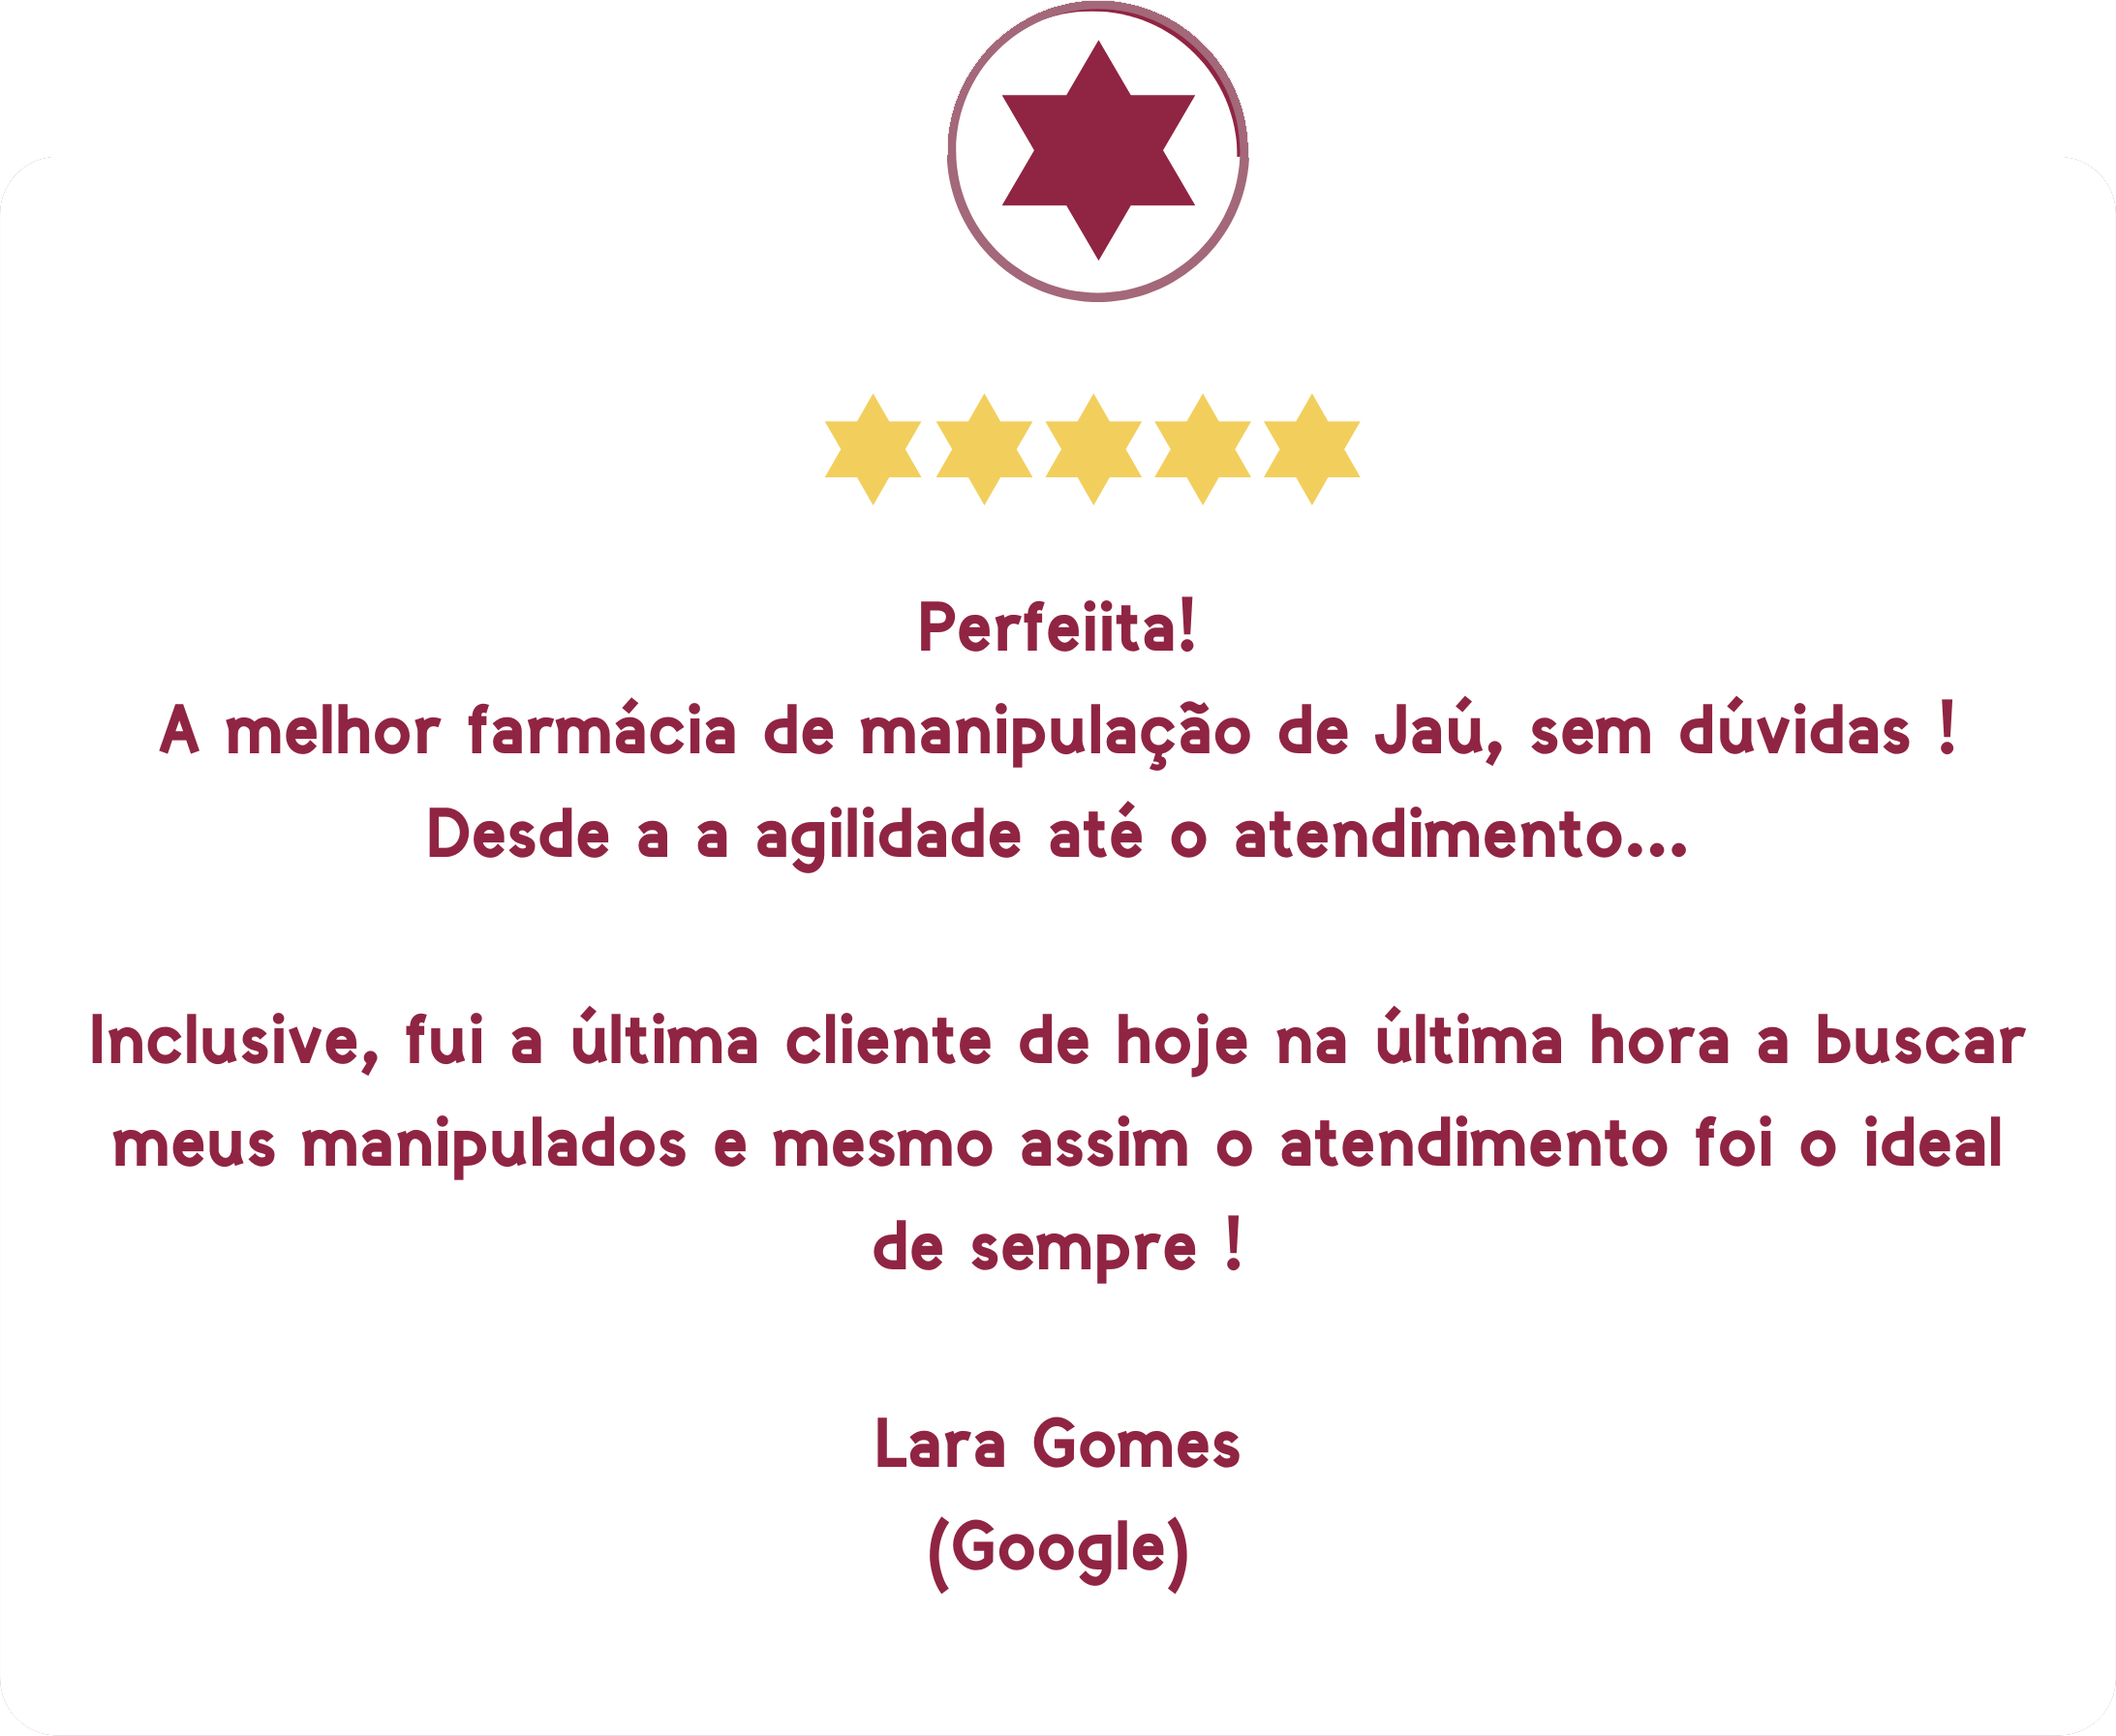 Perfeiita!
A melhor farmácia de manipulação de Jaú, sem dúvidas !
Desde a a agilidade até o atendimento...
Inclusive, fui a última cliente de hoje na última hora a buscar
meus manipulados e mesmo assim o atendimento foi o ideal
de sempre !
Lara Gomes
(Google)